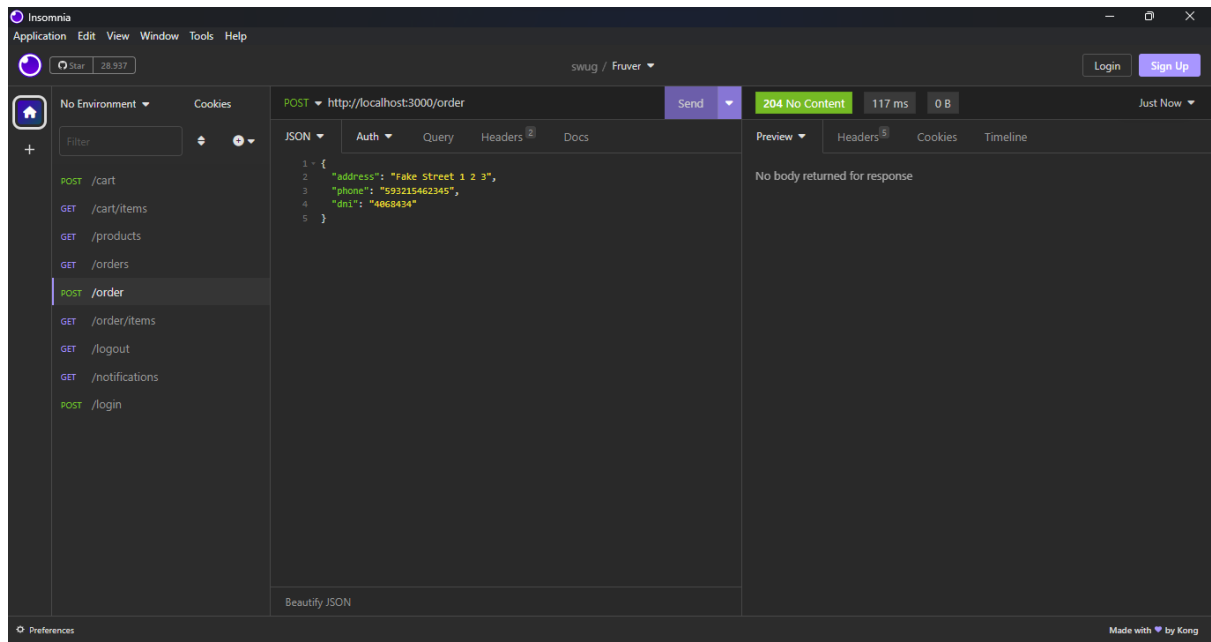 Insomnia
Application Edit View Window Tools Help
Star 28.937
swug / Fruver
Login Sign Up
No Environment Cookies
Filter
POST /cart
GET /cart/items
GET /products
GET /orders
POST /order
GET /order/items
GET /logout
GET /notifications
POST /login
POST http://localhost:3000/order Send
JSON Auth Query Headers 2 Docs
1 {
2 "address": "Fake Street 1 2 3",
3 "phone": "593215462345",
4 "dni": "4068434"
5 }
Beautify JSON
204 No Content 117 ms 0 B Just Now
Preview Headers 5 Cookies Timeline
No body returned for response
Preferences
Made with by Kong